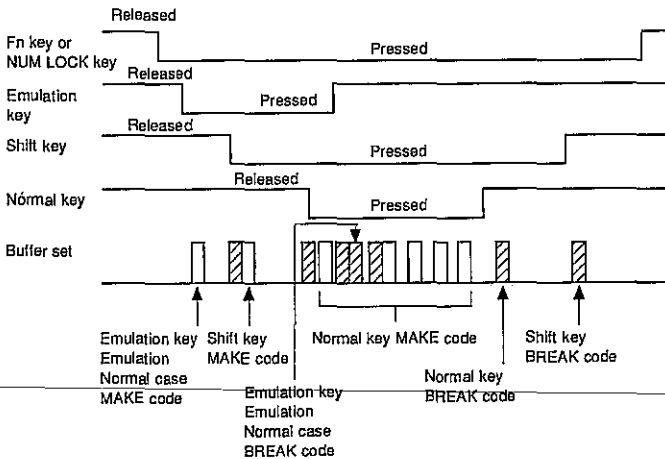 Released
Fn key or
NUM LOCK key
Pressed
Released
Emulation
key
Pressed
Released
Shift key
Pressed
Released
Nórmal key
Pressed
Buffer set
Emulation key
Emulation
Normal case
MAKE code
Shift key
MAKE code
Normal key MAKE code
Shift key
BREAK code
Normal key
BREAK code
Emulation-key
Emulation
Normal case
BREAK code